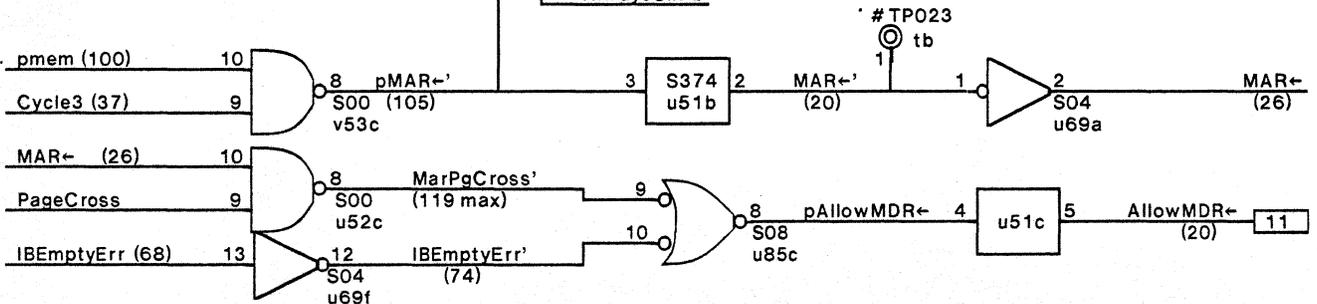 # TP023
tb
1
pmem (100) 10
8 pMAR←'
3 S374 2 MAR←' 1 2 MAR←
Cycle3 (37) 9
S00 (105) u51b (20) S04 (26)
v53c u69a
MAR← (26) 10
8 MarPgCross'
PageCross 9
S00 (119 max) 9
u52c
8 pAllowMDR← 4 u51c 5 AllowMDR← 11
10 S08 (20)
u85c
IBEmptyErr (68) 13 12 IBEmptyErr'
S04 (74)
u69f